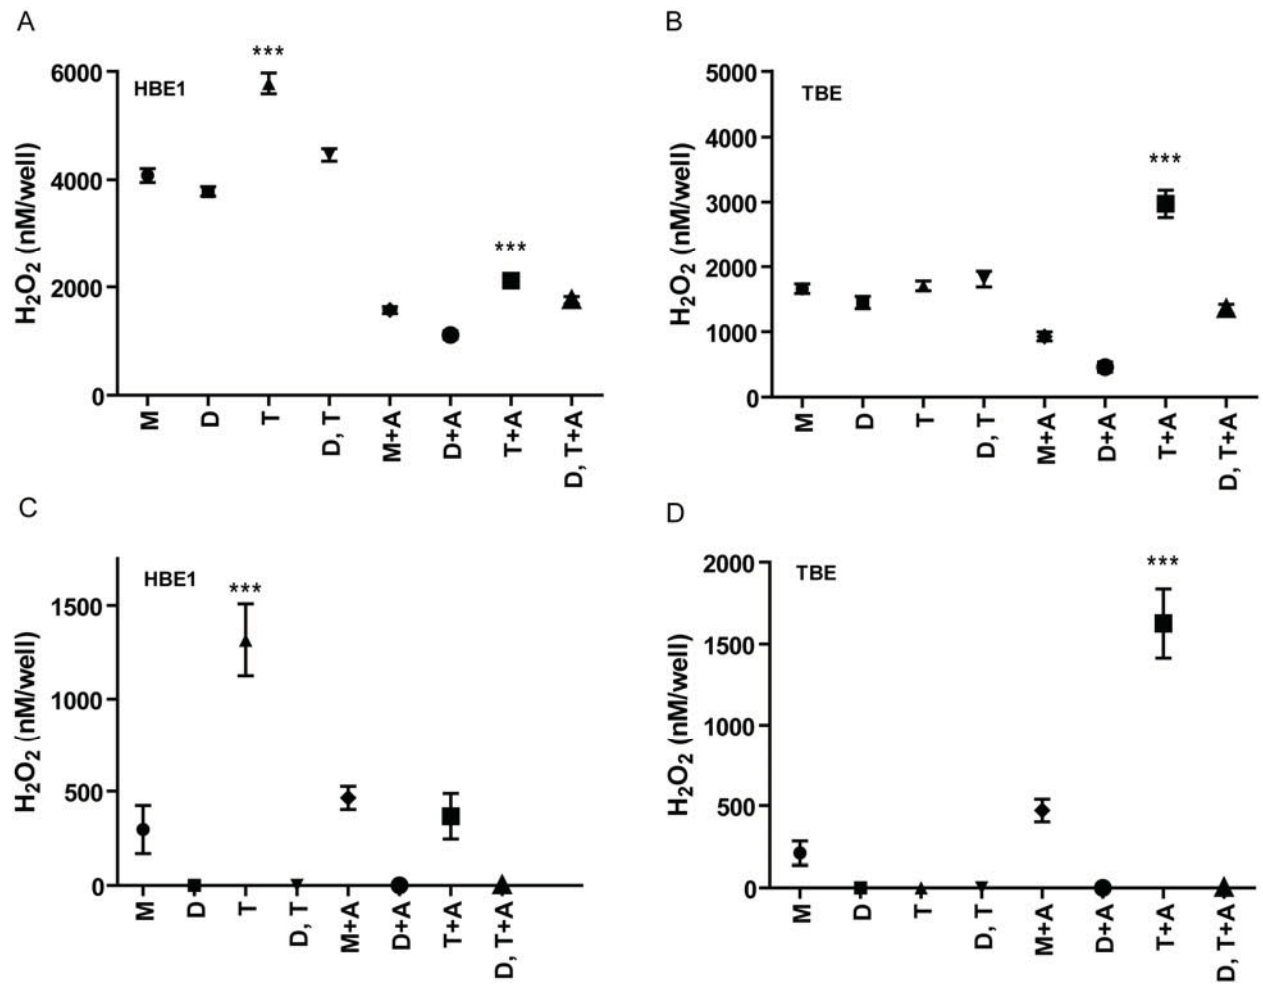 A
***
HBE1
***
H₂O₂ (nM/well)
6000
4000
2000
0
M
D
T
D, T
M+A
D+A
T+A
D, T+A
B
TBE
***
H₂O₂ (nM/well)
5000
4000
3000
2000
1000
0
M
D
T
D, T
M+A
D+A
T+A
D, T+A
C
HBE1
***
H₂O₂ (nM/well)
1500
1000
500
0
M
D
T
D, T
M+A
D+A
T+A
D, T+A
D
TBE
***
H₂O₂ (nM/well)
2000
1500
1000
500
0
M
D
T
D, T
M+A
D+A
T+A
D, T+A